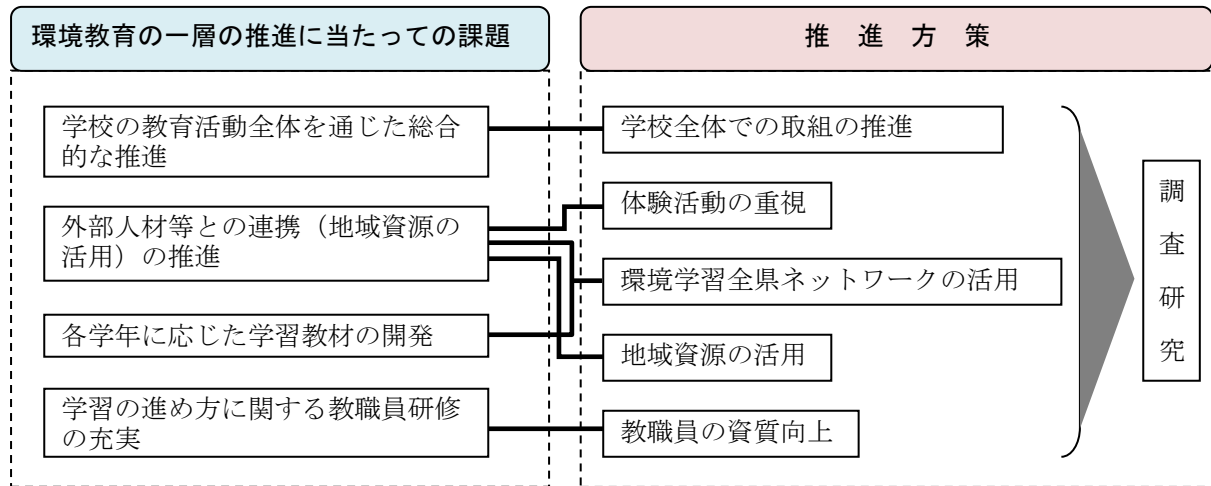 環境教育の一層の推進に当たっての課題
推 進 方 策
学校の教育活動全体を通じた総合
的な推進
外部人材等との連携（地域資源の
活用）の推進
各学年に応じた学習教材の開発
学習の進め方に関する教職員研修
の充実
学校全体での取組の推進
体験活動の重視
環境学習全県ネットワークの活用
地域資源の活用
教職員の資質向上
調
査
研
究